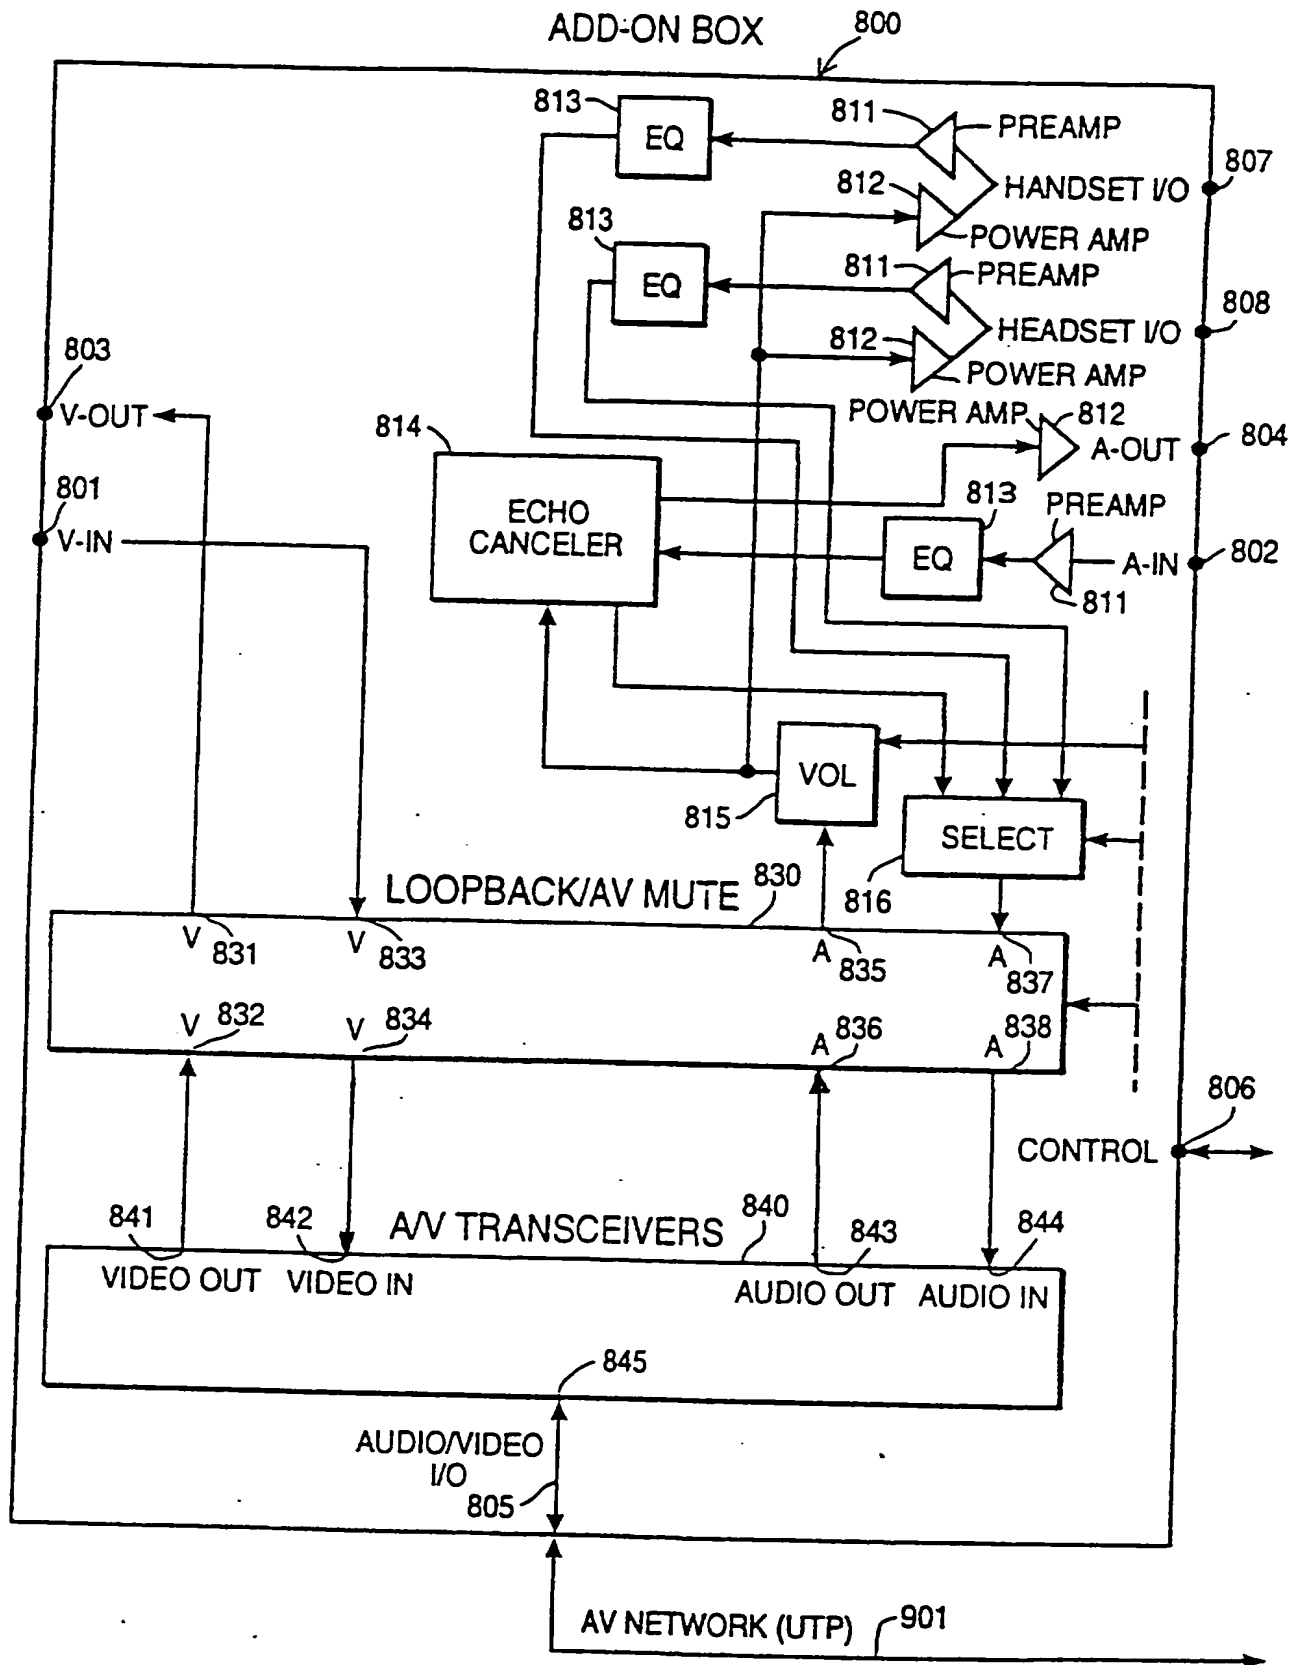 ADD-ON BOX
800
813
EQ
811
PREAMP
807
812
HANDSET I/O
POWER AMP
813
EQ
811
PREAMP
808
812
HEADSET I/O
POWER AMP
803
V-OUT
814
POWER AMP
812
A-OUT
804
801
V-IN
ECHO
CANCELER
813
PREAMP
EQ
A-IN
802
811
VOL
815
SELECT
816
LOOPBACK/AV MUTE
830
V
831
V
833
A
835
A
837
V
832
V
834
A
836
A
838
806
CONTROL
841
842
A/V TRANSCEIVERS
840
843
844
VIDEO OUT
VIDEO IN
AUDIO OUT
AUDIO IN
845
AUDIO/VIDEO
I/O
805
AV NETWORK (UTP)
901